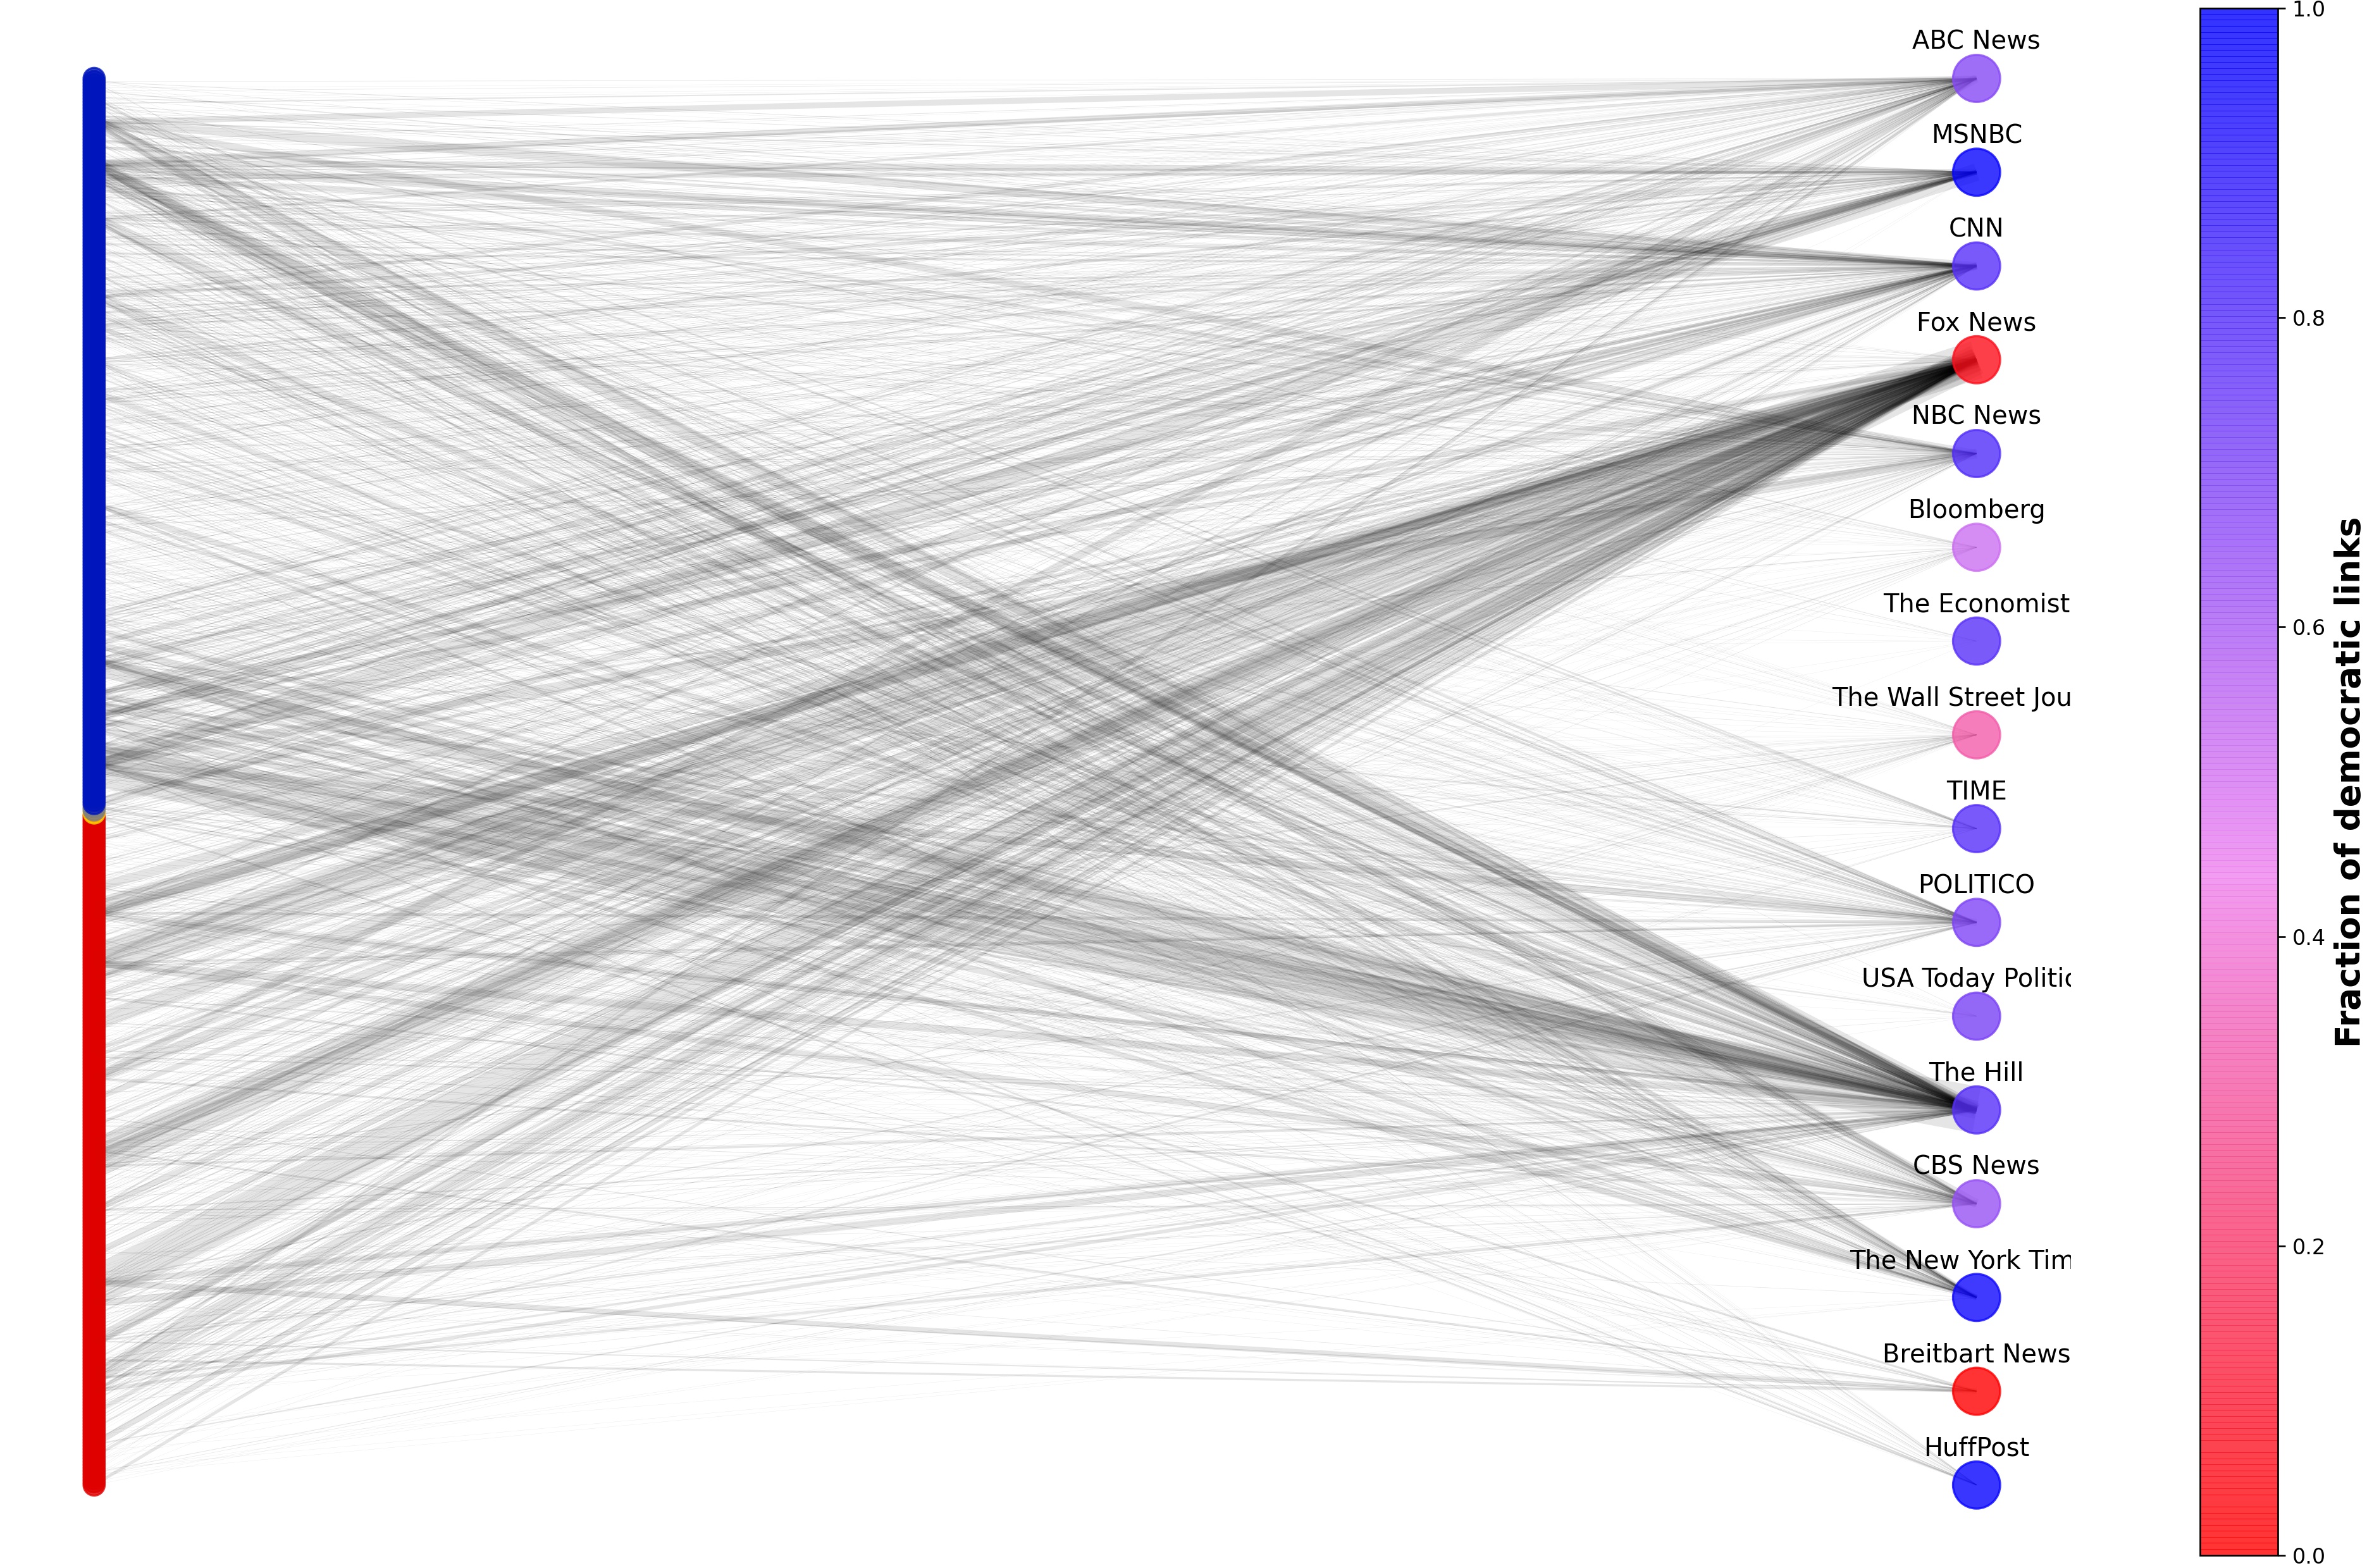 ABC News
MSNBC
CNN
Fox News
NBC News
Bloomberg
The Economist
The Wall Street Jou
TIME
POLITICO
USA Today Politic
The Hill
CBS News
The New York Tim
Breitbart News
HuffPost
1.0
0.8
0.6
0.4
0.2
0.0
Fraction of democratic links